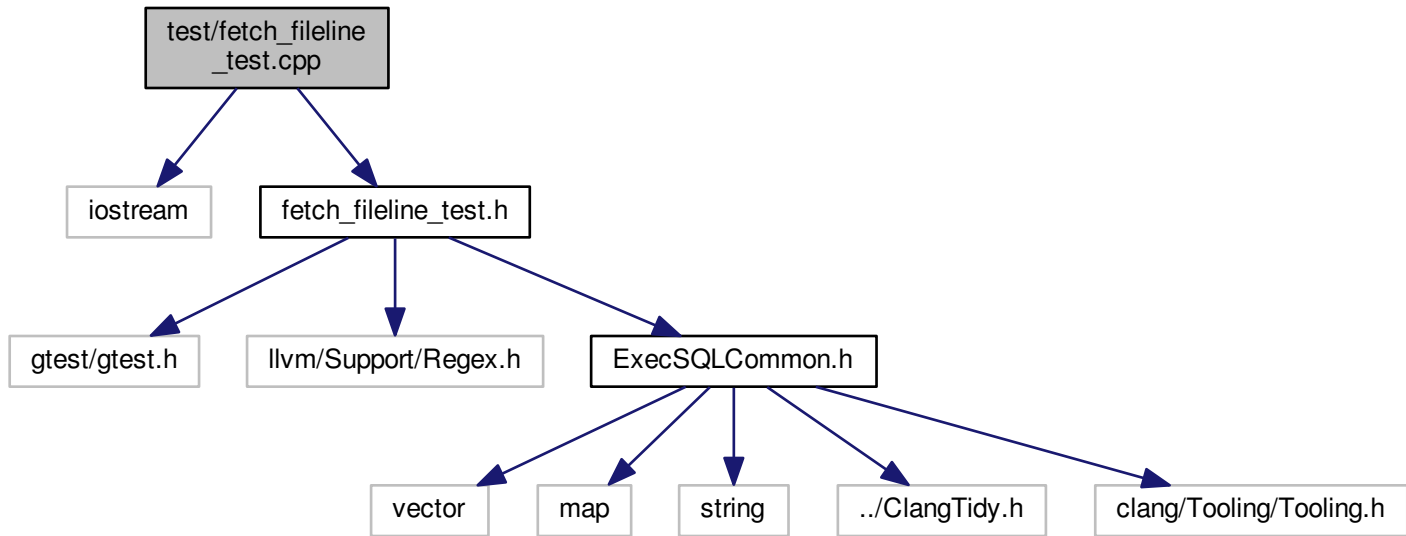 test/fetch_fileline
_test.cpp
iostream
fetch_fileline_test.h
gtest/gtest.h
llvm/Support/Regex.h
ExecSQLCommon.h
vector
map
string
../ClangTidy.h
clang/Tooling/Tooling.h